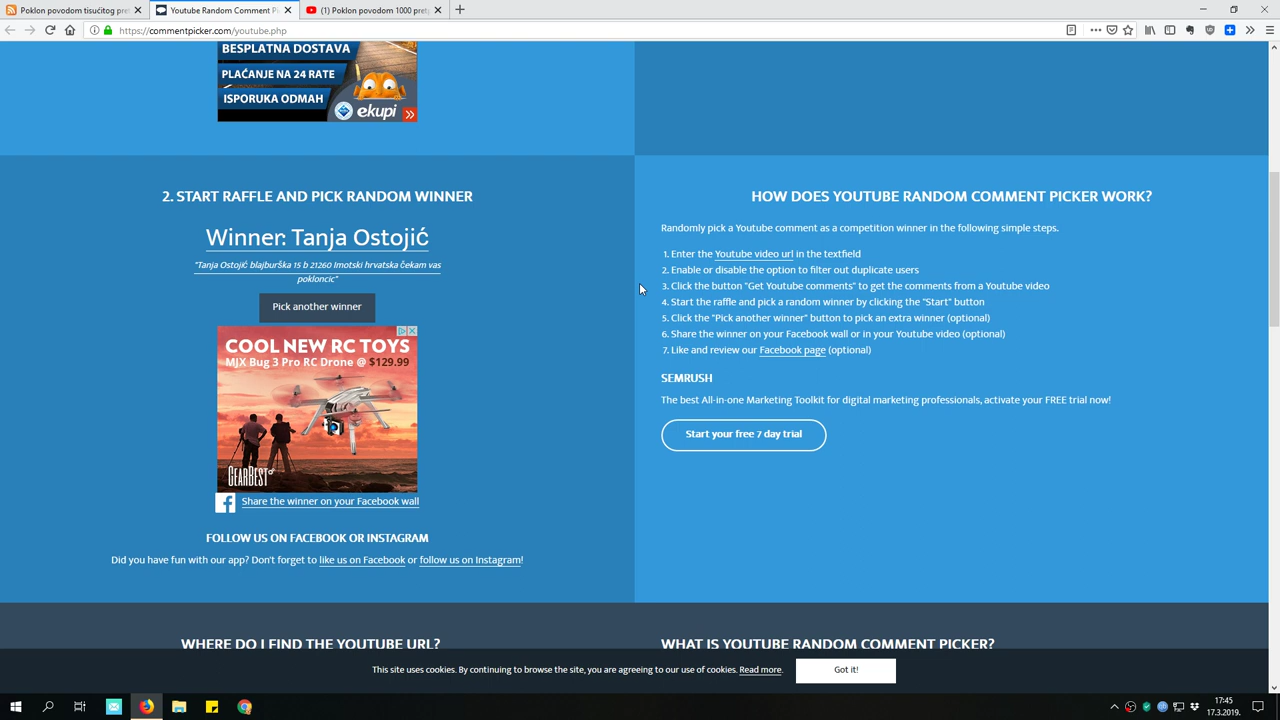 Poklon povodom tisućitog pret
Youtube Random Comment Pi
(1) Poklon povodom 1000 pretp
https://commentpicker.com/youtube.php
BESPLATNA DOSTAVA
PLAĆANJE NA 24 RATE
ISPORUKA ODMAH
ekupi
2. START RAFFLE AND PICK RANDOM WINNER
Winner: Tanja Ostojić
"Tanja Ostojić blajburška 15 b 21260 Imotski hrvatska čekam vas
pokloncic"
Pick another winner
COOL NEW RC TOYS
MJX Bug 3 Pro RC Drone @ $129.99
GEARBEST
Share the winner on your Facebook wall
FOLLOW US ON FACEBOOK OR INSTAGRAM
Did you have fun with our app? Don't forget to like us on Facebook or follow us on Instagram!
HOW DOES YOUTUBE RANDOM COMMENT PICKER WORK?
Randomly pick a Youtube comment as a competition winner in the following simple steps.
1. Enter the Youtube video url in the textfield
2. Enable or disable the option to filter out duplicate users
3. Click the button "Get Youtube comments" to get the comments from a Youtube video
4. Start the raffle and pick a random winner by clicking the "Start" button
5. Click the "Pick another winner" button to pick an extra winner (optional)
6. Share the winner on your Facebook wall or in your Youtube video (optional)
7. Like and review our Facebook page (optional)
SEMRUSH
The best All-in-one Marketing Toolkit for digital marketing professionals, activate your FREE trial now!
Start your free 7 day trial
WHERE DO I FIND THE YOUTUBE URL?
WHAT IS YOUTUBE RANDOM COMMENT PICKER?
This site uses cookies. By continuing to browse the site, you are agreeing to our use of cookies. Read more.
Got it!
17:45
17.3.2019.